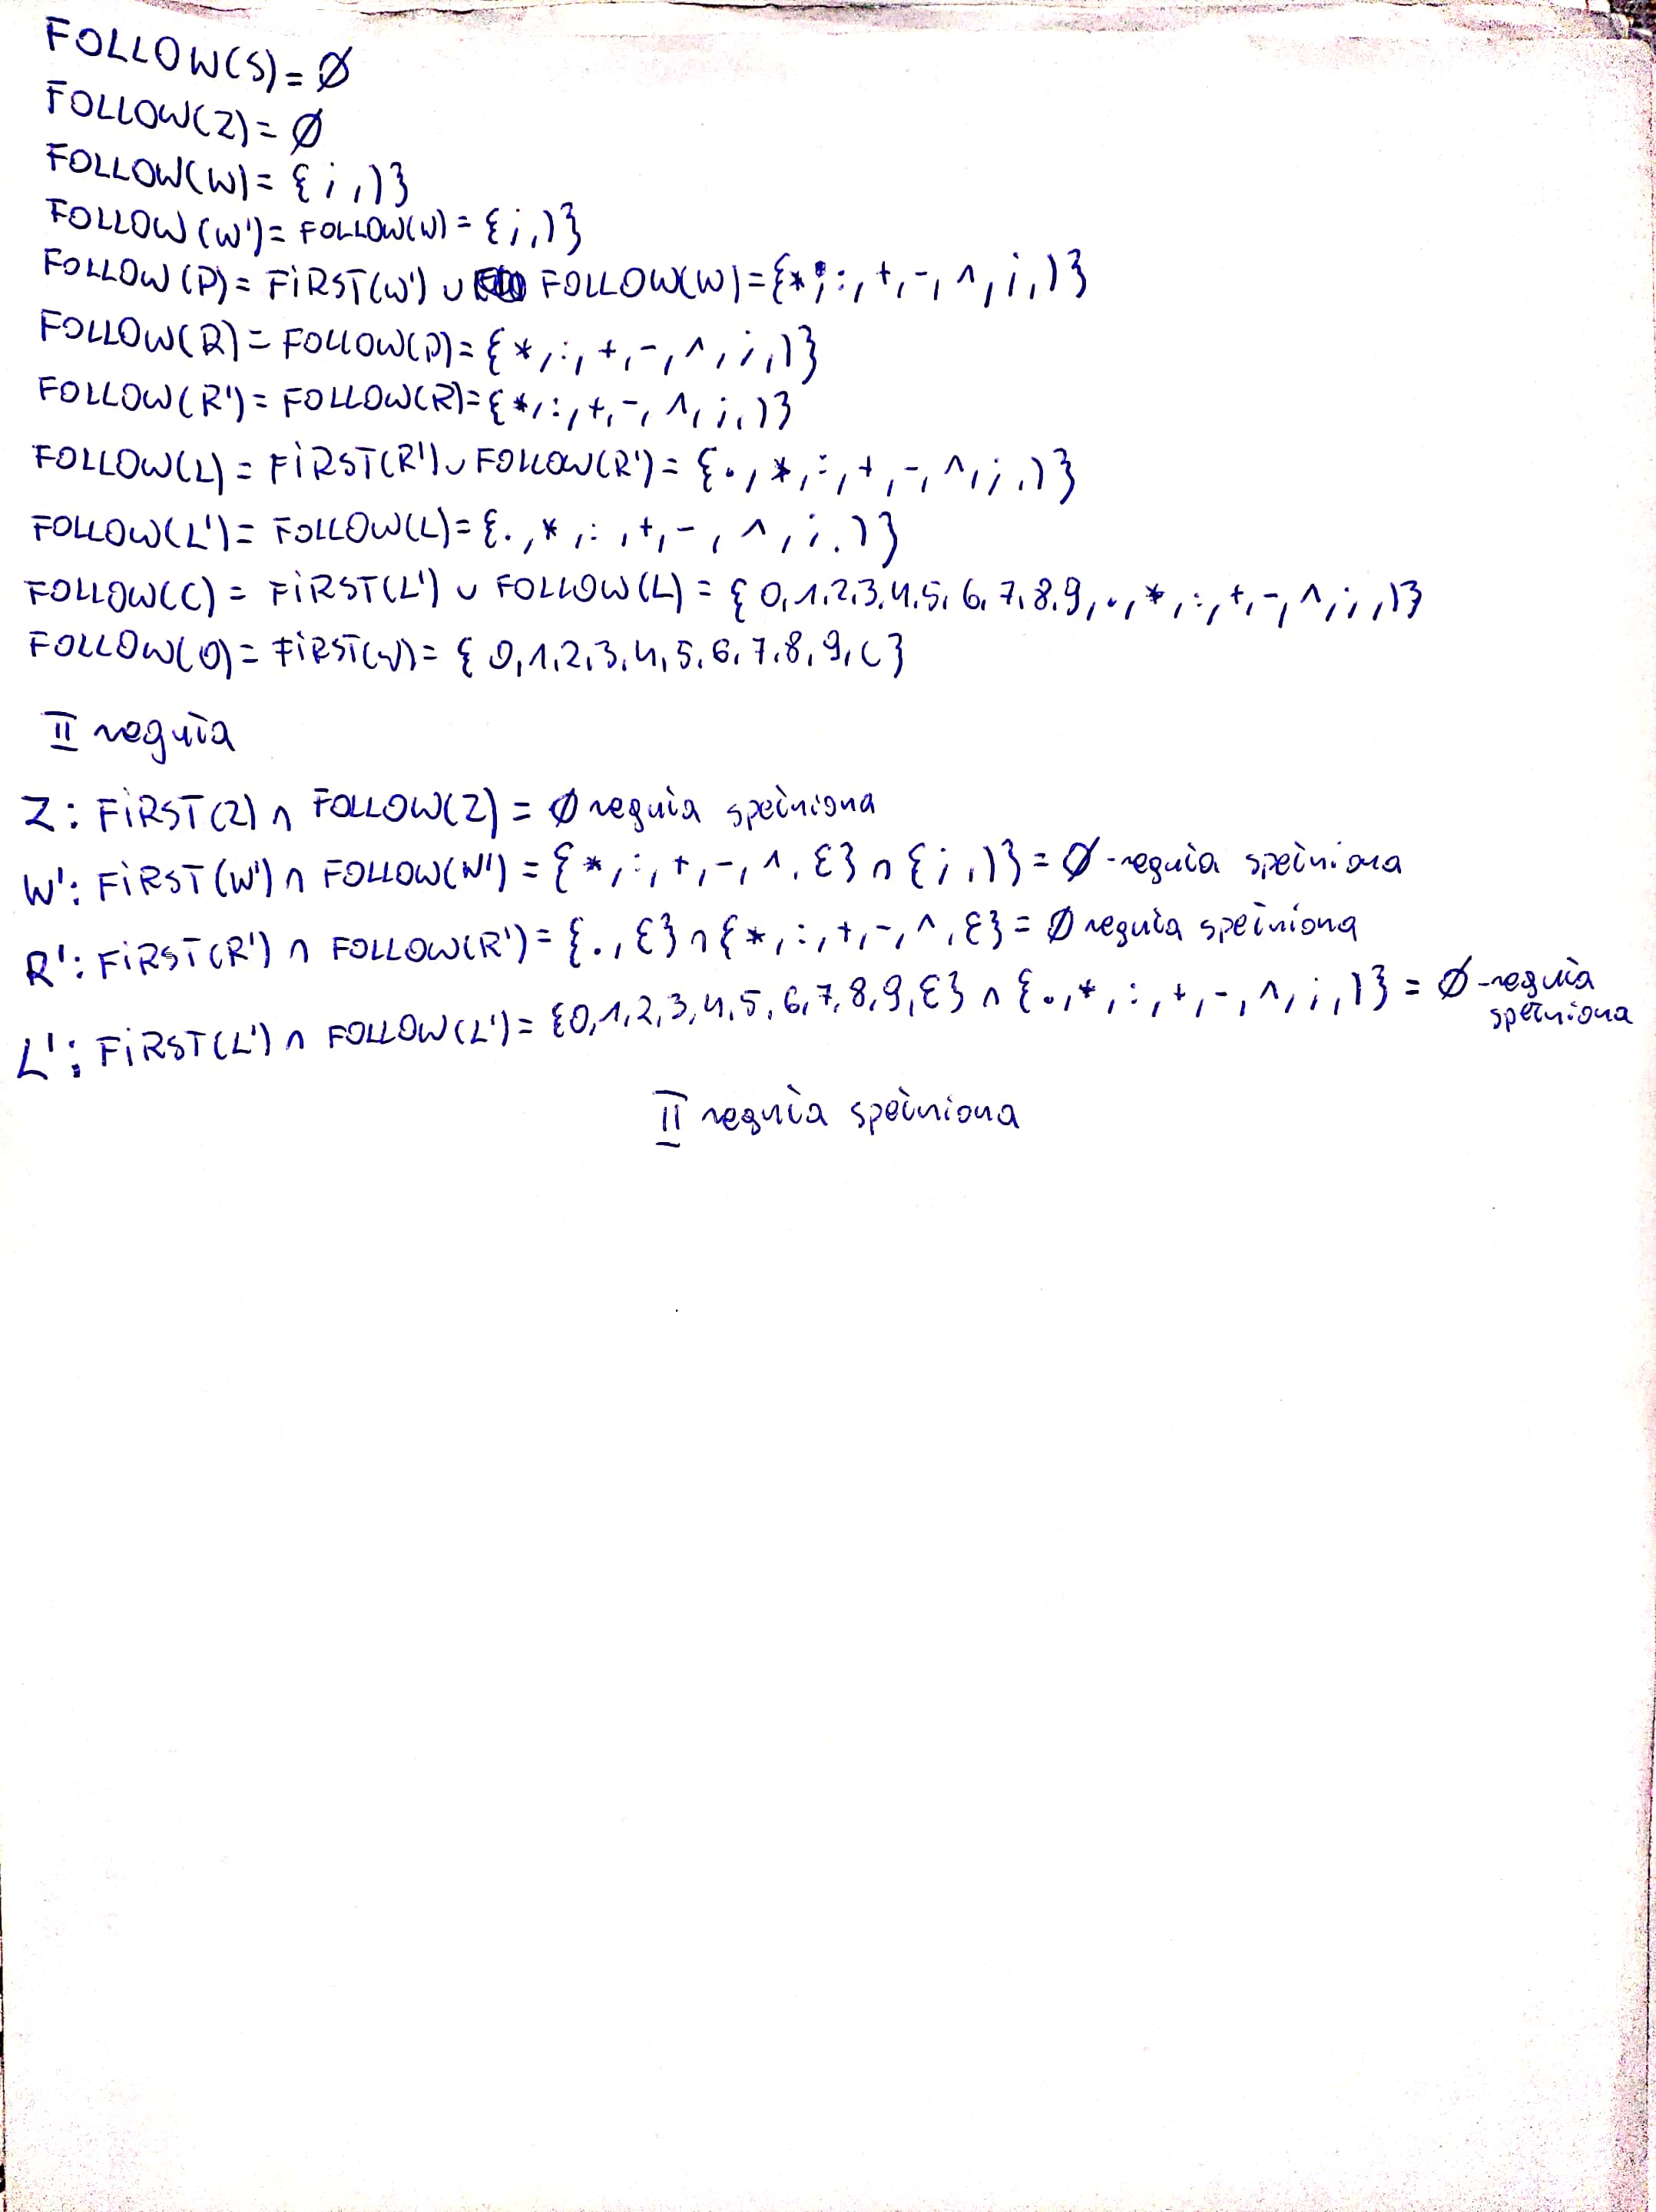 FOLLOW(S) = Ø
FOLLOW(Z) = Ø
FOLLOW(W) = {;,)}
FOLLOW(W') = FOLLOW(W) = {;,)}
FOLLOW(P) = FIRST(W') ∪ FOLLOW(W) = {*,:,+,-,^,;,)}
FOLLOW(R) = FOLLOW(P) = {*,:,+,-,^,;,)}
FOLLOW(R') = FOLLOW(R) = {*,:,+,-,^,;,)}
FOLLOW(L) = FIRST(R') ∪ FOLLOW(R') = {.,*,:,+,-,^,;,)}
FOLLOW(L') = FOLLOW(L) = {.,*,:,+,-,^,;,)}
FOLLOW(C) = FIRST(L') ∪ FOLLOW(L) = {0,1,2,3,4,5,6,7,8,9,.,*,:,+,-,^,;,)}
FOLLOW(O) = FIRST(W) = {0,1,2,3,4,5,6,7,8,9,(}
II reguła
Z: FIRST(Z) ∩ FOLLOW(Z) = Ø reguła spełniona
W': FIRST(W') ∩ FOLLOW(W') = {*,:,+,-,^,ε} ∩ {;,)} = Ø - reguła spełniona
R': FIRST(R') ∩ FOLLOW(R') = {.,ε} ∩ {*,:,+,-,^,ε} = Ø reguła spełniona
L': FIRST(L') ∩ FOLLOW(L') = {0,1,2,3,4,5,6,7,8,9,ε} ∩ {.,*,:,+,-,^,;,)} = Ø - reguła
spełniona
II reguła spełniona